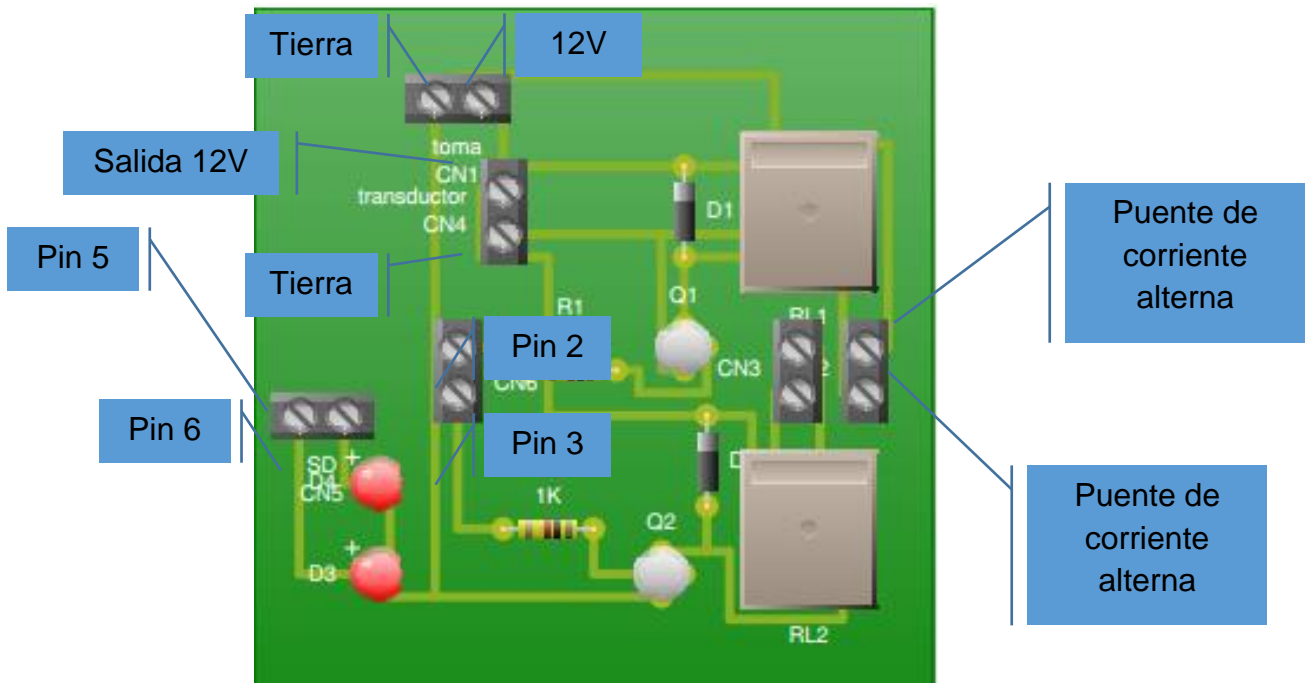 Tierra
12V
toma
Salida 12V
CN1
transductor
CN4
D1
Puente de
corriente
alterna
Pin 5
Tierra
Q1
R1
RL1
Pin 2
CN3
CN6
Pin 6
Pin 3
SD
D4
CN5
1K
Q2
Puente de
corriente
alterna
D3
RL2